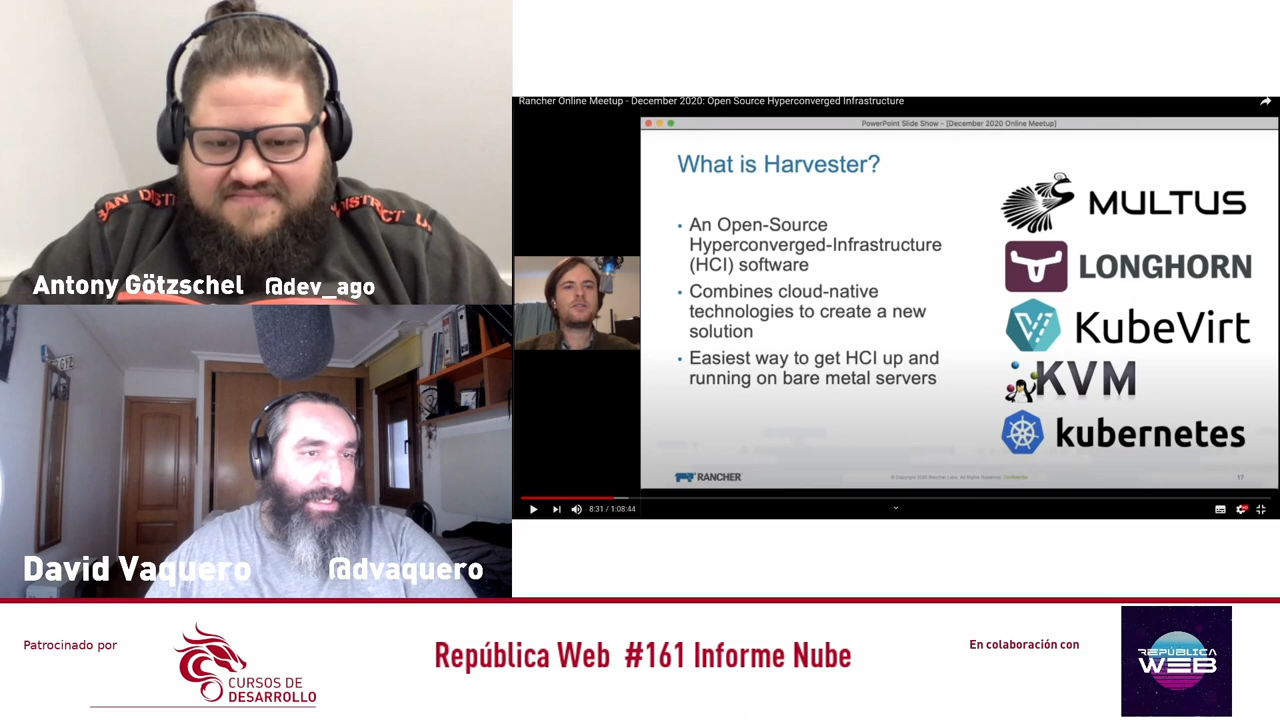 BAN DIST
DISTRICT U
Antony Götzschel @dev_ago
David Vaquero @dvaquero
Rancher Online Meetup - December 2020: Open Source Hyperconverged Infrastructure
PowerPoint Slide Show - [December 2020 Online Meetup]
What is Harvester?
• An Open-Source
Hyperconverged-Infrastructure
(HCI) software
• Combines cloud-native
technologies to create a new
solution
• Easiest way to get HCI up and
running on bare metal servers
MULTUS
LONGHORN
KubeVirt
KVM
kubernetes
RANCHER
17
8:31 / 1:08:44
Patrocinado por
CURSOS DE
DESARROLLO
República Web #161 Informe Nube
En colaboración con
REPÚBLICA
WEB